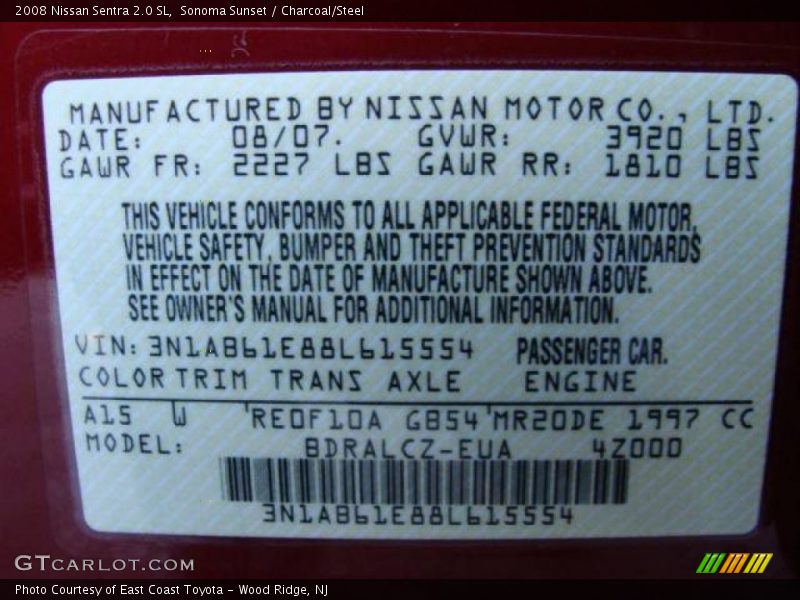 2008 Nissan Sentra 2.0 SL,  Sonoma Sunset / Charcoal/Steel
MANUFACTURED BY NISSAN MOTOR CO., LTD.
DATE: 08/07. GVWR: 3920 LBS
GAWR FR: 2227 LBS GAWR RR: 1810 LBS
THIS VEHICLE CONFORMS TO ALL APPLICABLE FEDERAL MOTOR,
VEHICLE SAFETY, BUMPER AND THEFT PREVENTION STANDARDS
IN EFFECT ON THE DATE OF MANUFACTURE SHOWN ABOVE.
SEE OWNER'S MANUAL FOR ADDITIONAL INFORMATION.
VIN: 3N1AB61E88L615554 PASSENGER CAR.
COLOR TRIM TRANS AXLE ENGINE
A15 W 'RE0F10A GB54'MR20DE 1997 CC
MODEL: BDRALCZ-EUA 4Z000
3N1AB61E88L615554
GTCARLOT.COM
Photo Courtesy of East Coast Toyota - Wood Ridge, NJ